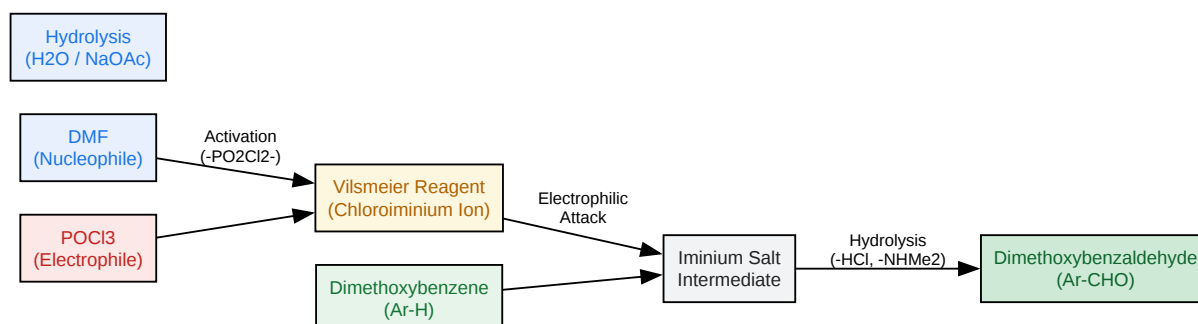 Hydrolysis
(H2O / NaOAc)
DMF
(Nucleophile)
Activation
(-PO2Cl2-)
POCl3
(Electrophile)
Vilsmeier Reagent
(Chloroiminium Ion)
Electrophilic
Attack
Dimethoxybenzene
(Ar-H)
Iminium Salt
Intermediate
Hydrolysis
(-HCl, -NHMe2)
Dimethoxybenzaldehyde
(Ar-CHO)